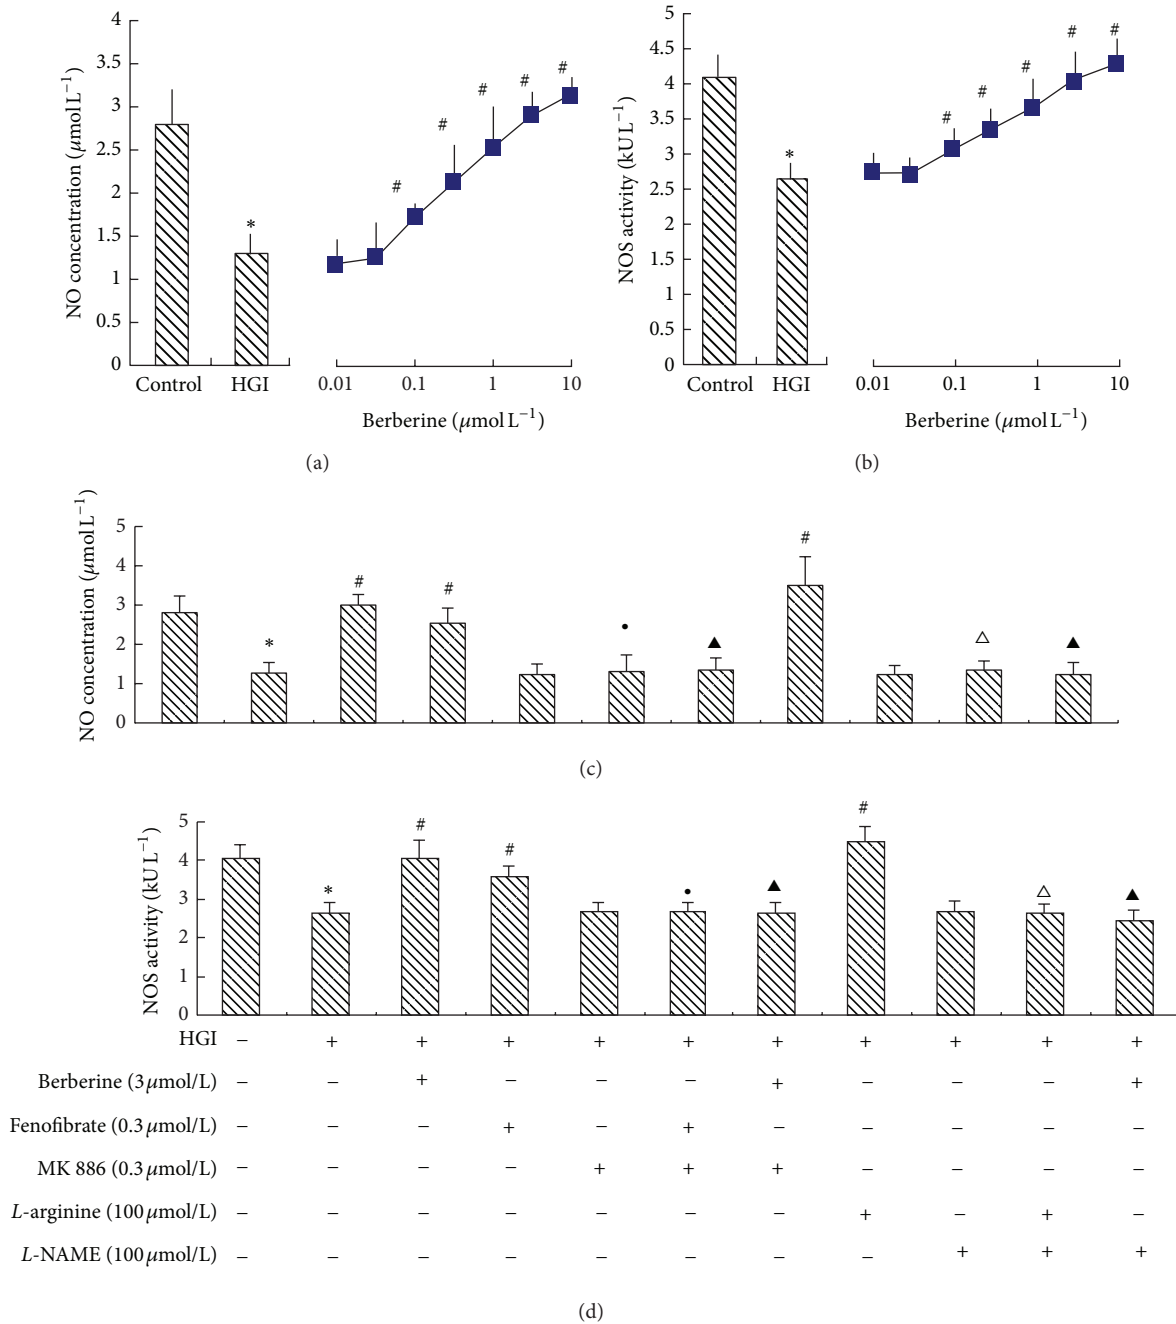 NO concentration (μmol L⁻¹)
4
3.5
3
2.5
2
1.5
1
0.5
0
*
# # # # #
Control HGI
0.01 0.1 1 10
Berberine (μmol L⁻¹)
(a)
NOS activity (kU L⁻¹)
5
4.5
4
3.5
3
2.5
2
1.5
1
0.5
0
*
# # # # #
Control HGI
0.01 0.1 1 10
Berberine (μmol L⁻¹)
(b)
NO concentration (μmol L⁻¹)
5
4
3
2
1
0
* # # • ▲ # △ ▲
(c)
NOS activity (kU L⁻¹)
5
4
3
2
1
0
* # # • ▲ # △ ▲
HGI − + + + + + + + + + +
Berberine (3 μmol/L) − − + − − − + − − − +
Fenofibrate (0.3 μmol/L) − − − + − + − − − − −
MK 886 (0.3 μmol/L) − − − − + + + − − − −
L-arginine (100 μmol/L) − − − − − − − + − + −
L-NAME (100 μmol/L) − − − − − − − − + + +
(d)